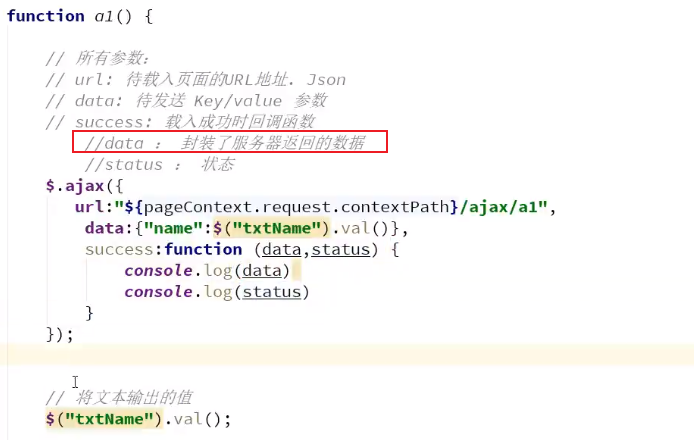 function a1() {
// 所有参数：
// url: 待载入页面的URL地址. Json
// data: 待发送 Key/value 参数
// success: 载入成功时回调函数
//data ： 封装了服务器返回的数据
//status ： 状态
$.ajax({
url:"${pageContext.request.contextPath}/ajax/a1",
data:{"name":$("txtName").val()},
success:function (data,status) {
console.log(data)
console.log(status)
}
});
// 将文本输出的值
$("txtName").val();